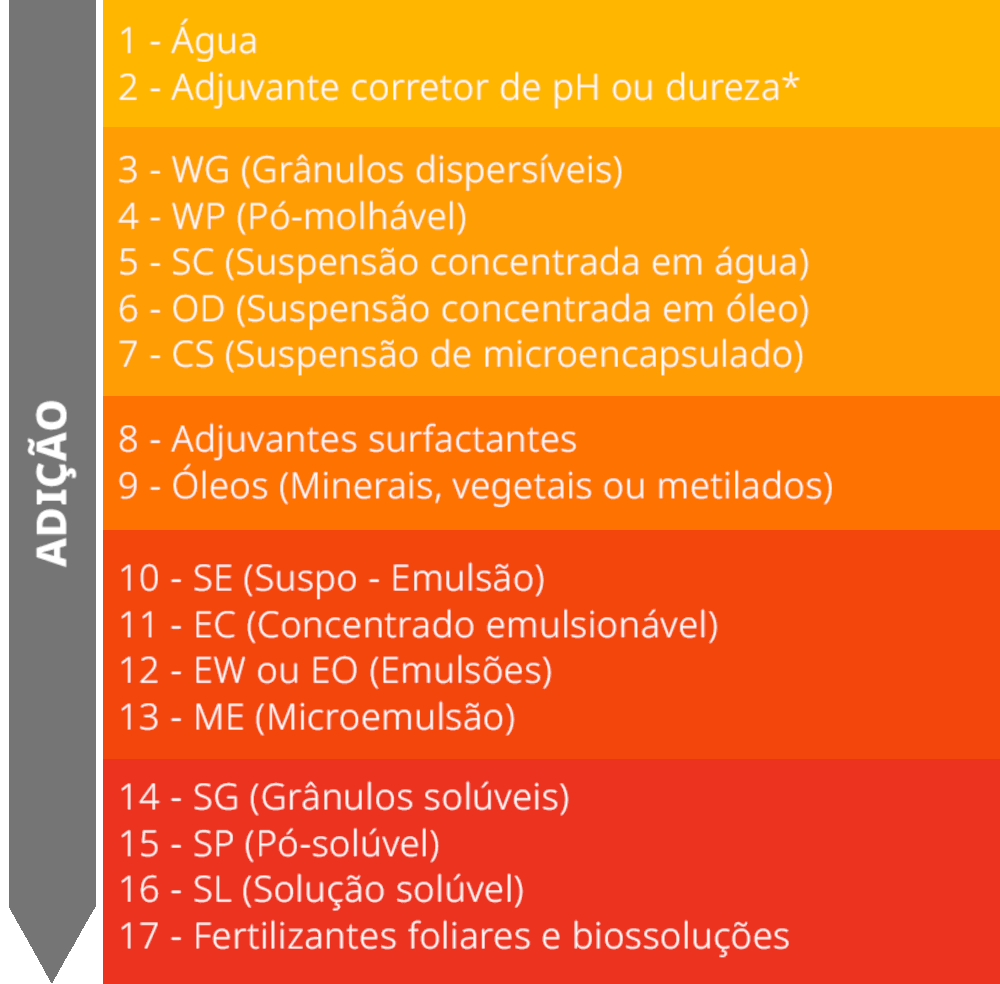 ADIÇÃO
1 - Água
2 - Adjuvante corretor de pH ou dureza*
3 - WG (Grânulos dispersíveis)
4 - WP (Pó-molhável)
5 - SC (Suspensão concentrada em água)
6 - OD (Suspensão concentrada em óleo)
7 - CS (Suspensão de microencapsulado)
8 - Adjuvantes surfactantes
9 - Óleos (Minerais, vegetais ou metilados)
10 - SE (Suspo - Emulsão)
11 - EC (Concentrado emulsionável)
12 - EW ou EO (Emulsões)
13 - ME (Microemulsão)
14 - SG (Grânulos solúveis)
15 - SP (Pó-solúvel)
16 - SL (Solução solúvel)
17 - Fertilizantes foliares e biossoluções